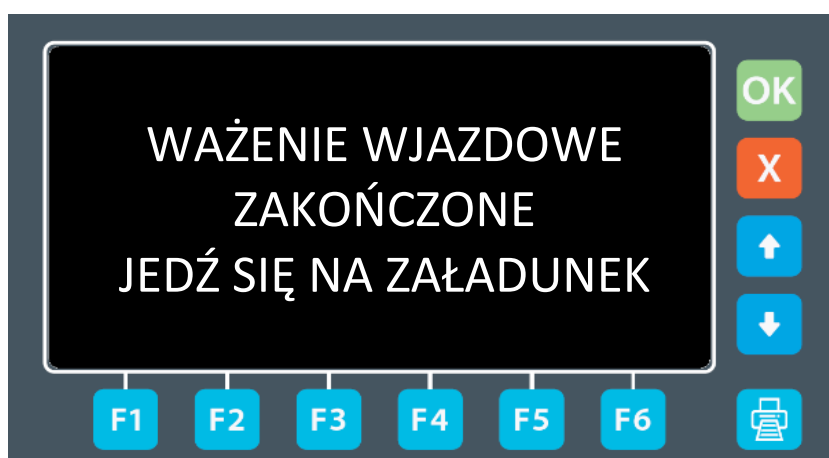 WAŻENIE WJAZDOWE
ZAKOŃCZONE
JEDŹ SIĘ NA ZAŁADUNEK
OK
X
F1 F2 F3 F4 F5 F6